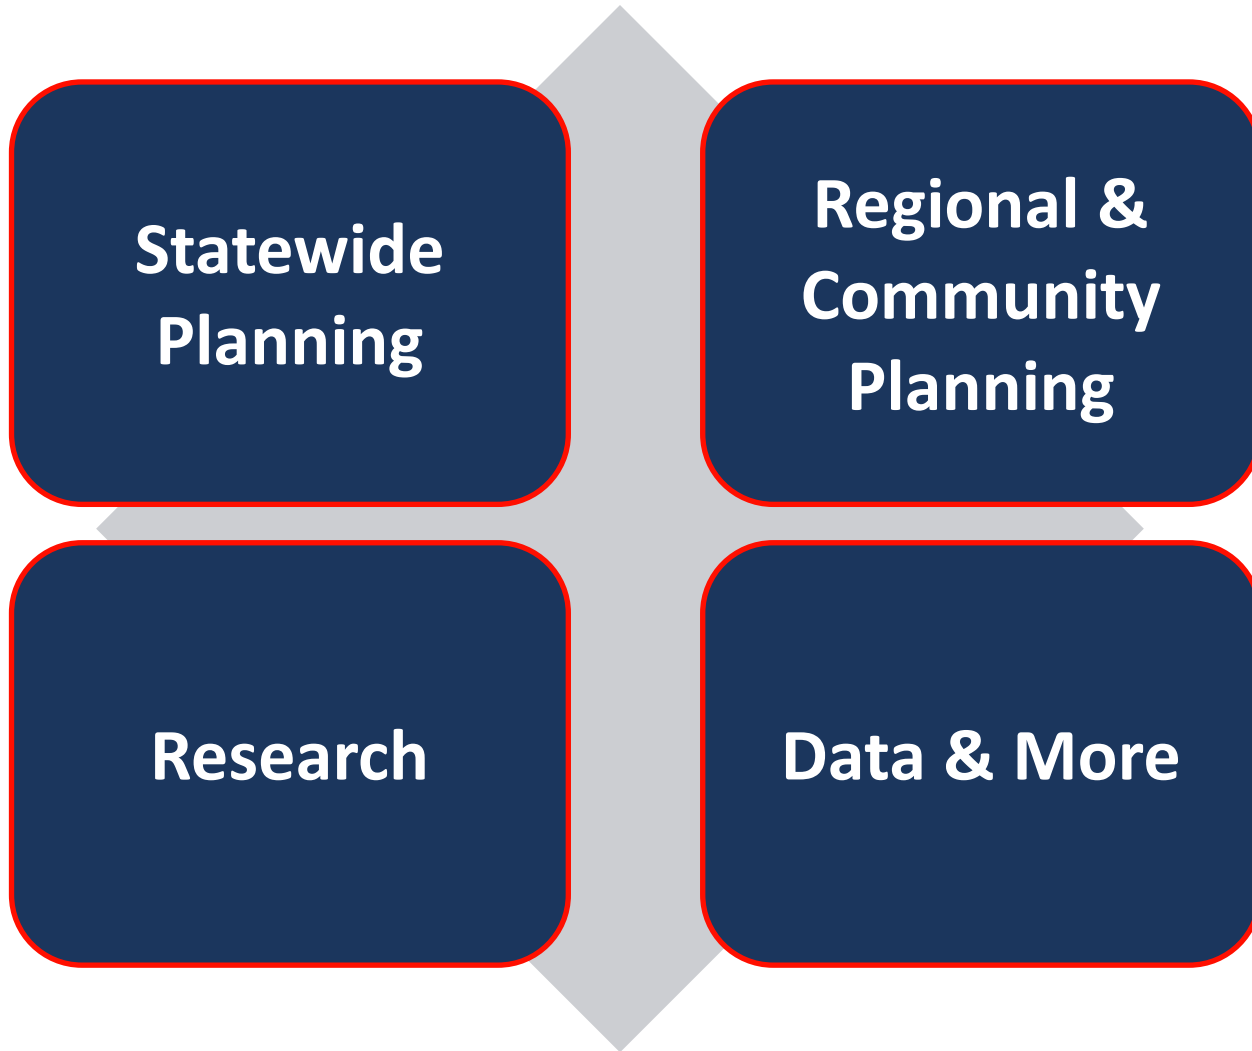 Statewide
Planning
Regional &
Community
Planning
Research
Data & More